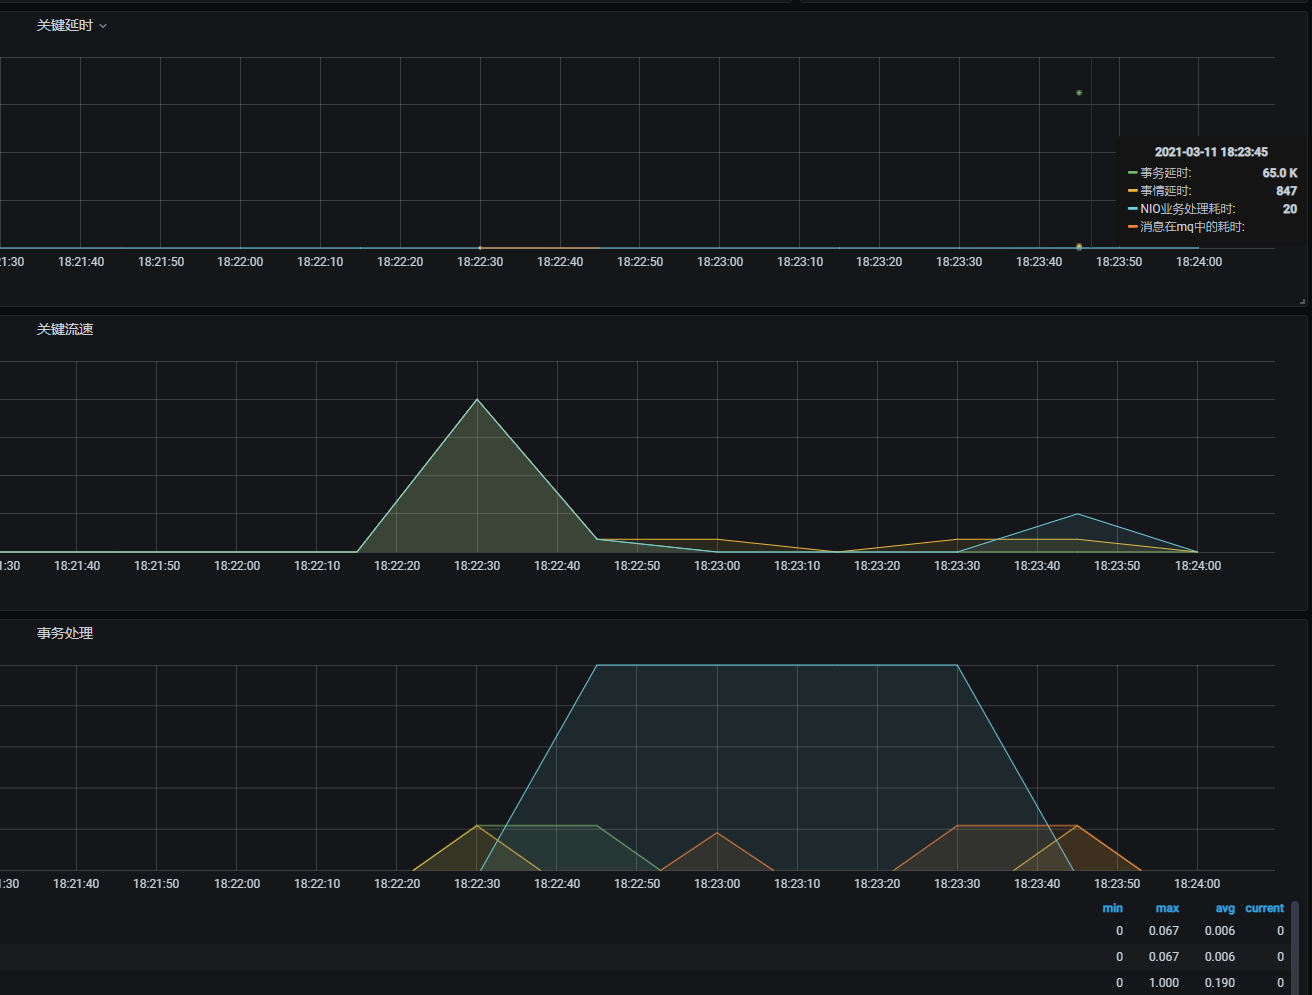 关键延时
2021-03-11 18:23:45
事务延时: 65.0 K
事情延时: 847
NIO业务处理耗时: 20
消息在mq中的耗时:
:1:30 18:21:40 18:21:50 18:22:00 18:22:10 18:22:20 18:22:30 18:22:40 18:22:50 18:23:00 18:23:10 18:23:20 18:23:30 18:23:40 18:23:50 18:24:00
关键流速
:30 18:21:40 18:21:50 18:22:00 18:22:10 18:22:20 18:22:30 18:22:40 18:22:50 18:23:00 18:23:10 18:23:20 18:23:30 18:23:40 18:23:50 18:24:00
事务处理
:30 18:21:40 18:21:50 18:22:00 18:22:10 18:22:20 18:22:30 18:22:40 18:22:50 18:23:00 18:23:10 18:23:20 18:23:30 18:23:40 18:23:50 18:24:00
min max avg current
0 0.067 0.006 0
0 0.067 0.006 0
0 1.000 0.190 0